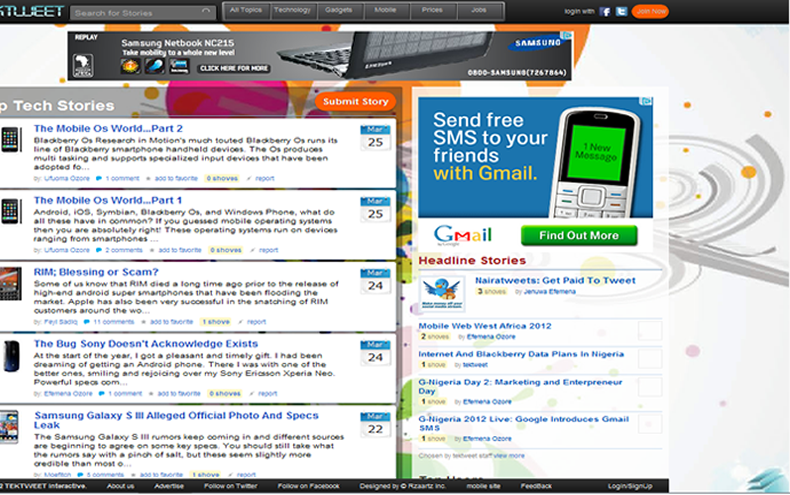 TEKTWEET
Search for Stories
All Topics Technology Gadgets Mobile Prices Jobs
login with
Join Now
REPLAY
Samsung Netbook NC215
Take mobility to a whole new level
CLICK HERE FOR MORE
SAMSUNG
0800-SAMSUNG(7267864)
p Tech Stories
Submit Story
The Mobile Os World...Part 2
Blackberry Os Research in Motion's much touted Blackberry Os runs its
line of Blackberry smartphone handheld devices. The Os produces
multi tasking and supports specialized input devices that have been
adopted fo...
by: Ufuoma Ozore 1 comment add to favorite 0 shoves report
Mar
25
The Mobile Os World...Part 1
Android, iOS, Symbian, Blackberry Os, and Windows Phone, what do
all these have in common? If you guessed mobile operating systems
then you are absolutely right! These operating systems run on devices
ranging from smartphones ...
by: Ufuoma Ozore 2 comments add to favorite 0 shoves report
Mar
25
RIM; Blessing or Scam?
Some of us know that RIM died a long time ago prior to the release of
high-end android super smartphones that have been flooding the
market. Apple has also been very successful in the snatching of RIM
customers around the wo...
by: Feyi Sadiq 11 comments add to favorite 1 shove report
Mar
24
The Bug Sony Doesn't Acknowledge Exists
At the start of the year, I got a pleasant and timely gift. I had been
dreaming of getting an Android phone. There I was with one of the
better ones, smiling and rejoicing over my Sony Ericsson Xperia Neo.
Powerful specs com...
by: Efemena Ozore 1 comment add to favorite 0 shoves report
Mar
24
Samsung Galaxy S III Alleged Official Photo And Specs
Leak
The Samsung Galaxy S III rumors keep coming in and different sources
are beginning to agree on some key specs. You should still take what
the rumors say with a pinch of salt, but these seem slightly more
credible than most o...
5 comments add to favorite 1 shove report
Mar
22
Send free
SMS to your
friends
with Gmail.
1 New
Message
Gmail
by Google
Find Out More
Headline Stories
Nairatweets: Get Paid To Tweet
3 shoves by Jenuwa Efemena
Mobile Web West Africa 2012
2 shoves by Efemena Ozore
Internet And Blackberry Data Plans In Nigeria
1 shove by textweet
G-Nigeria Day 2: Marketing and Enterpreneur
Day
1 shove by Efemena Ozore
G-Nigeria 2012 Live: Google Introduces Gmail
SMS
1 shove by Efemena Ozore
Chosen by textweet staff view more
Top Users
2 TEKTWEET Interactive. About us Advertise Follow on Twitter Follow on Facebook Designed by © Rzaartz Inc. mobile site FeedBack Login/SignUp